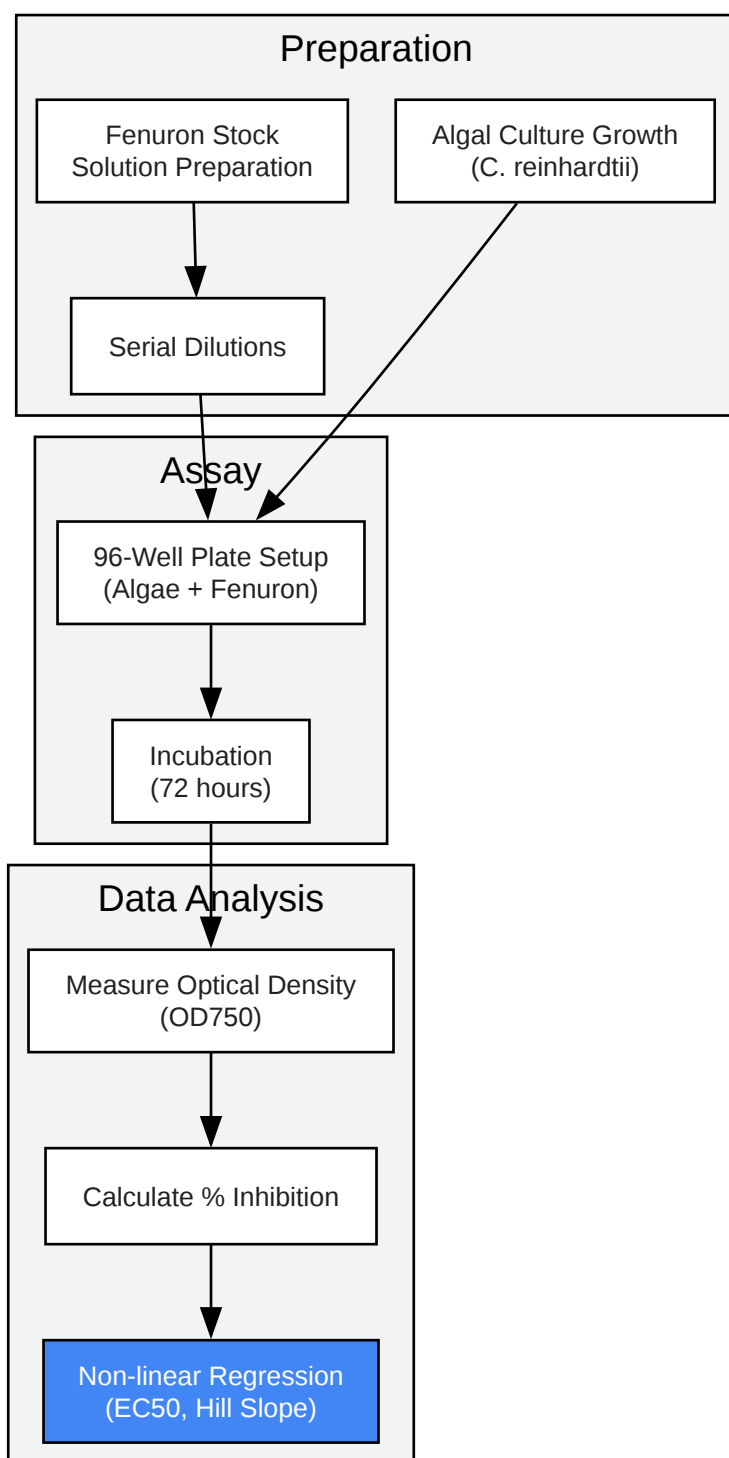 Preparation
Fenuron Stock
Solution Preparation
Algal Culture Growth
(C. reinhardtii)
Serial Dilutions
Assay
96-Well Plate Setup
(Algae + Fenuron)
Incubation
(72 hours)
Data Analysis
Measure Optical Density
(OD750)
Calculate % Inhibition
Non-linear Regression
(EC50, Hill Slope)